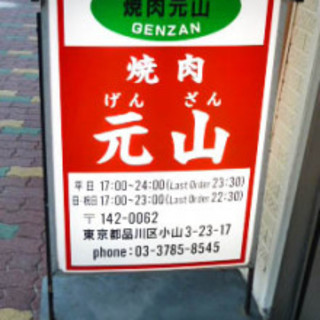 焼肉元山
GENZAN
焼肉
げんざん
元山
平日 17:00~24:00(Last Order 23:30)
日・祝日 17:00~23:00(Last Order 22:30)
〒142-0062
東京都品川区小山3-23-17
phone: 03-3785-8545